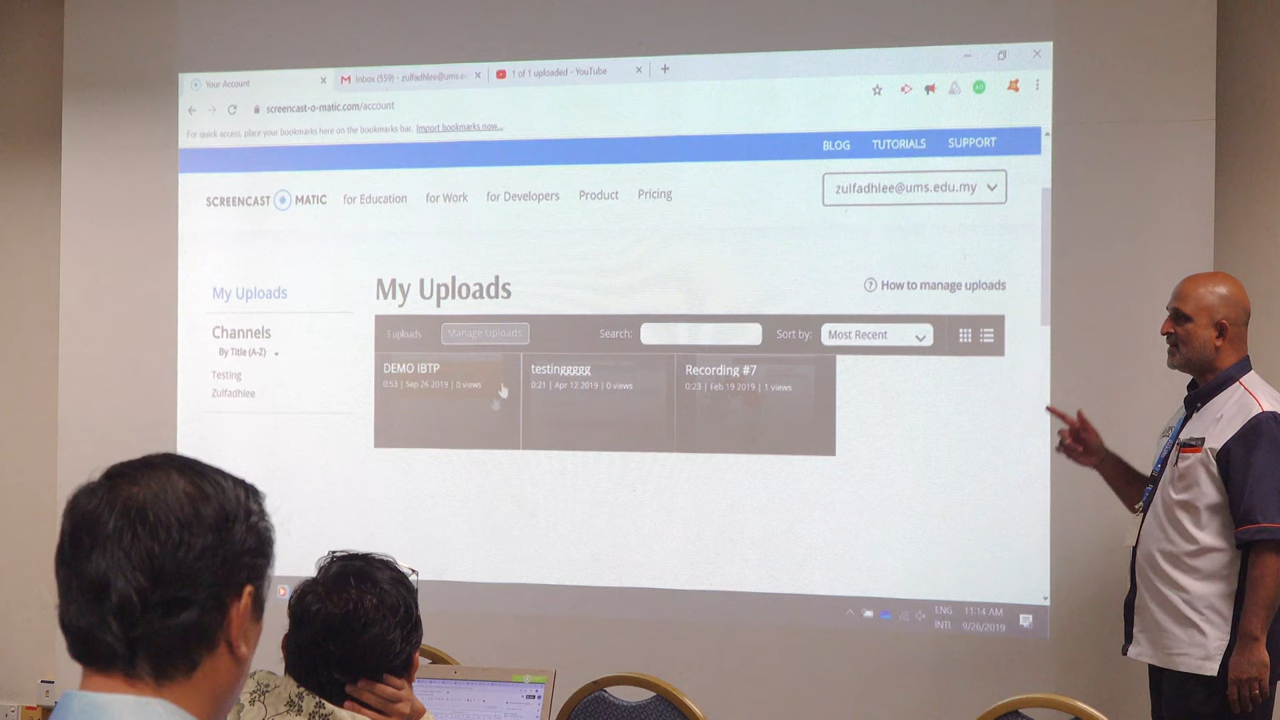 Your Account
Inbox (559) - zulfadhlee@ums.e
1 of 1 uploaded - YouTube
screencast-o-matic.com/account
For quick access, place your bookmarks here on the bookmarks bar. Import bookmarks now...
BLOG TUTORIALS SUPPORT
SCREENCAST MATIC for Education for Work for Developers Product Pricing
zulfadhlee@ums.edu.my
My Uploads
My Uploads
How to manage uploads
Channels
By Title (A-Z)
Testing
Zulfadhlee
3 uploads Manage Uploads Search: Sort by: Most Recent
DEMO IBTP
0:53 | Sep 26 2019 | 0 views
testinggggg
0:21 | Apr 12 2019 | 0 views
Recording #7
0:23 | Feb 19 2019 | 1 views
ENG 11:14 AM
INTL 9/26/2019